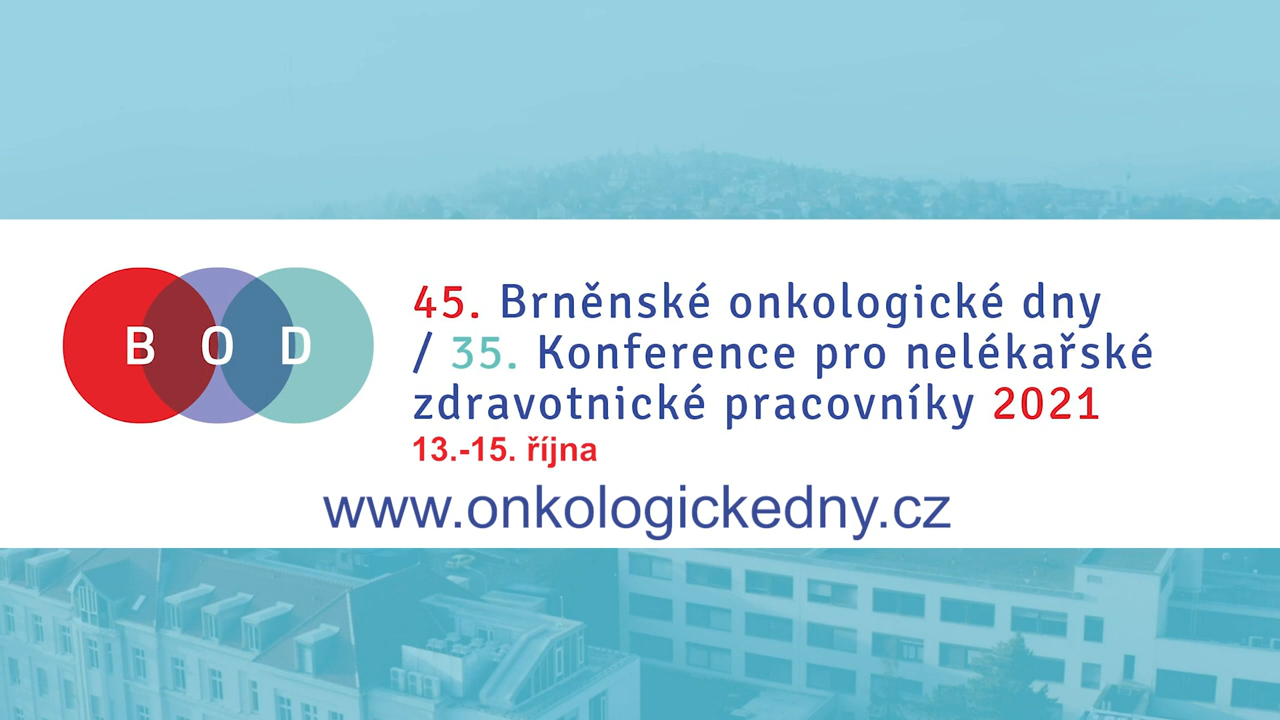 B O D
45. Brněnské onkologické dny
/ 35. Konference pro nelékařské
zdravotnické pracovníky 2021
13.-15. října
www.onkologickedny.cz